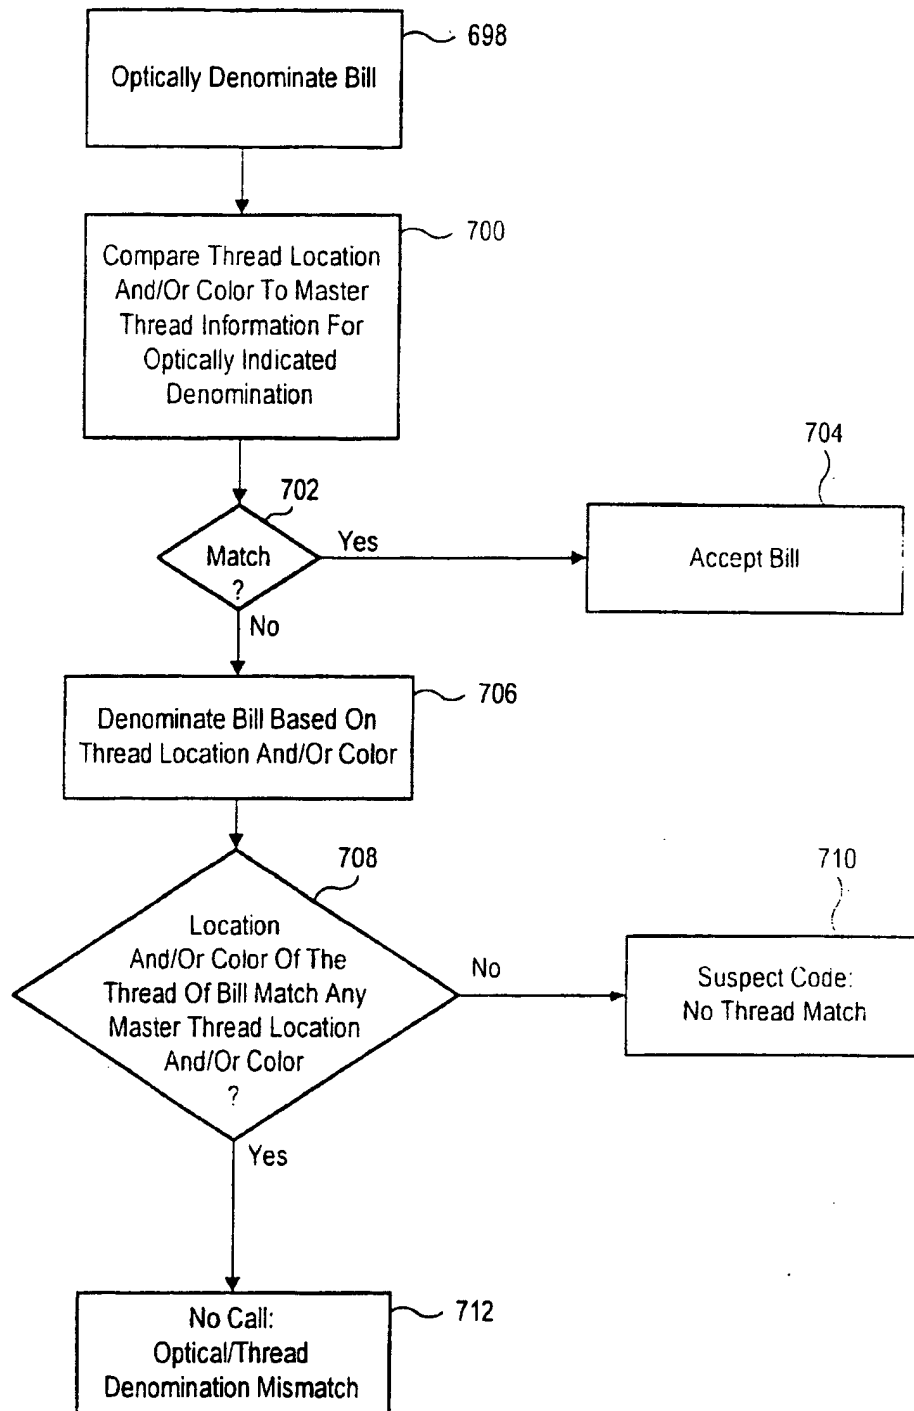 698
Optically Denominate Bill
700
Compare Thread Location
And/Or Color To Master
Thread Information For
Optically Indicated
Denomination
704
702
Match
?
Yes
Accept Bill
No
706
Denominate Bill Based On
Thread Location And/Or Color
708
710
Location
And/Or Color Of The
Thread Of Bill Match Any
Master Thread Location
And/Or Color
?
No
Suspect Code:
No Thread Match
Yes
712
No Call:
Optical/Thread
Denomination Mismatch